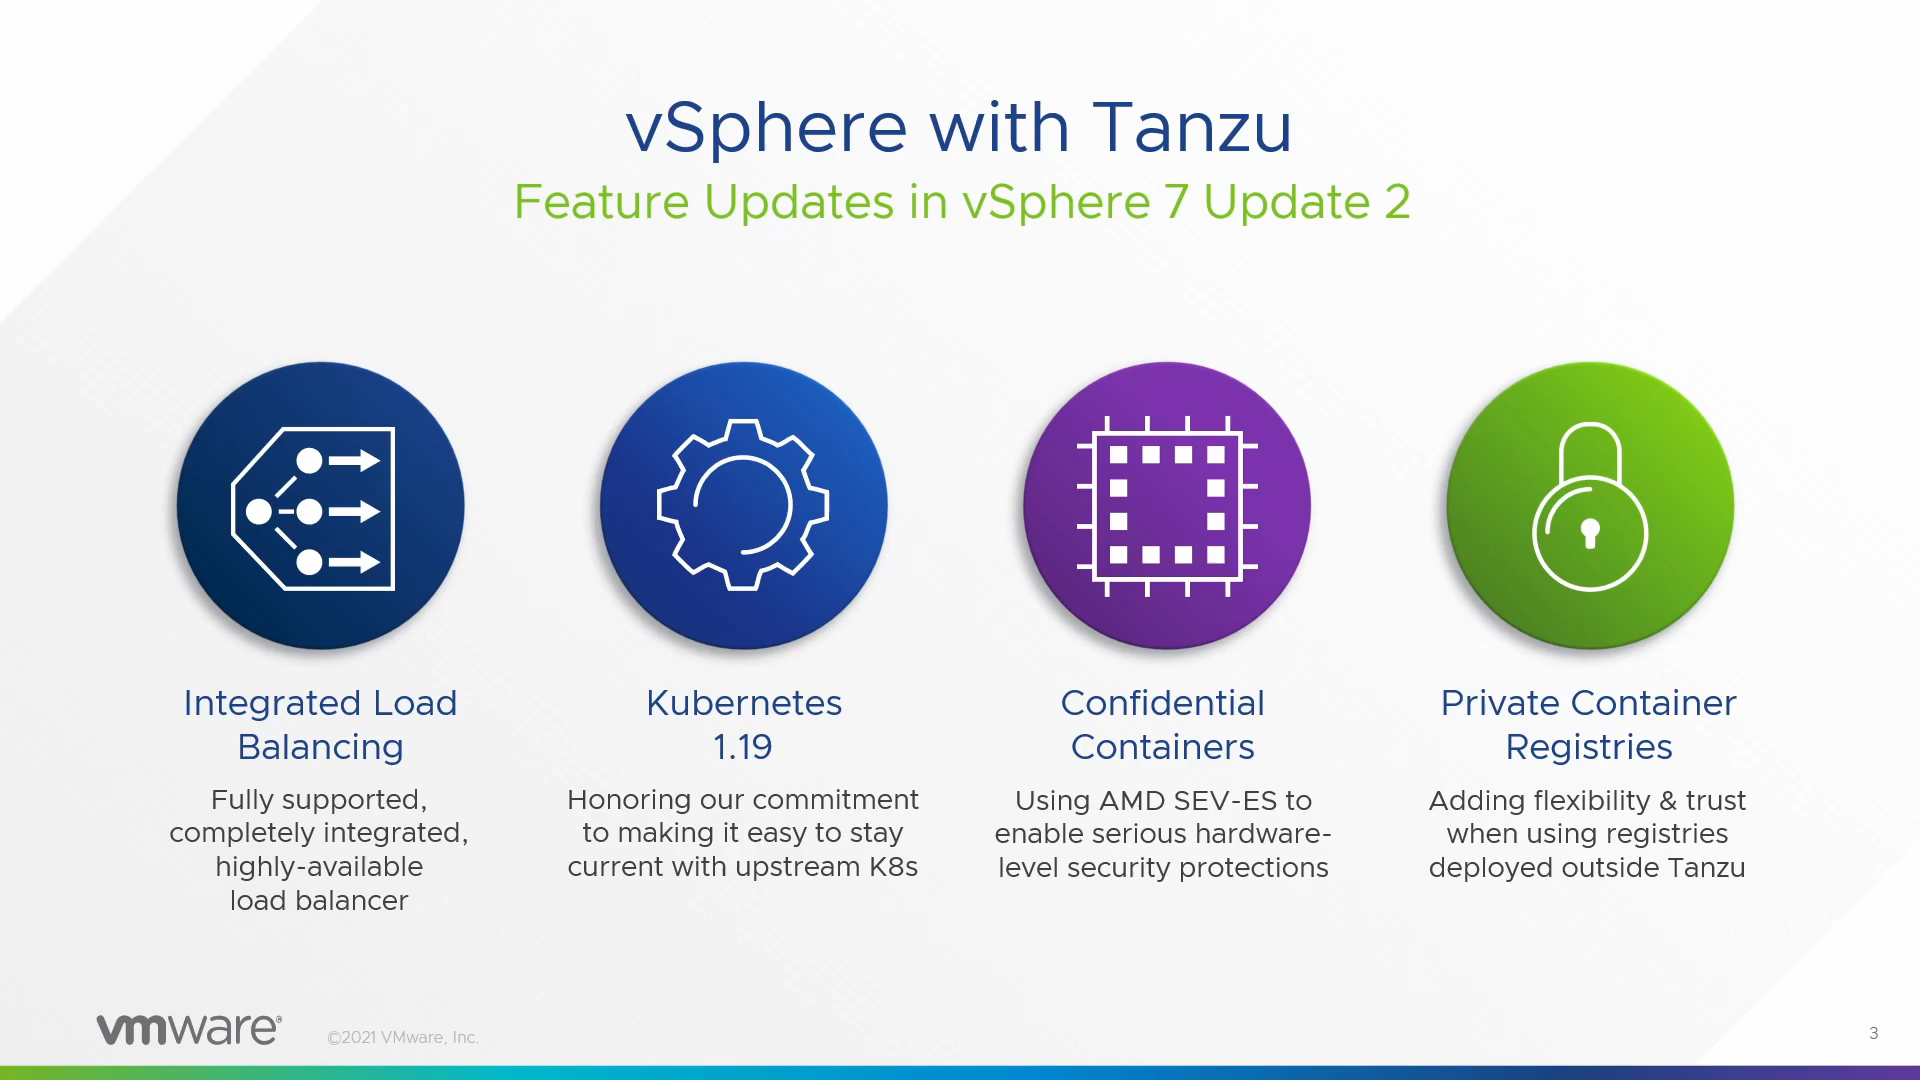 vSphere with Tanzu
Feature Updates in vSphere 7 Update 2
Integrated Load
Balancing
Fully supported,
completely integrated,
highly-available
load balancer
Kubernetes
1.19
Honoring our commitment
to making it easy to stay
current with upstream K8s
Confidential
Containers
Using AMD SEV-ES to
enable serious hardware-
level security protections
Private Container
Registries
Adding flexibility & trust
when using registries
deployed outside Tanzu
vmware®
©2021 VMware, Inc.
3